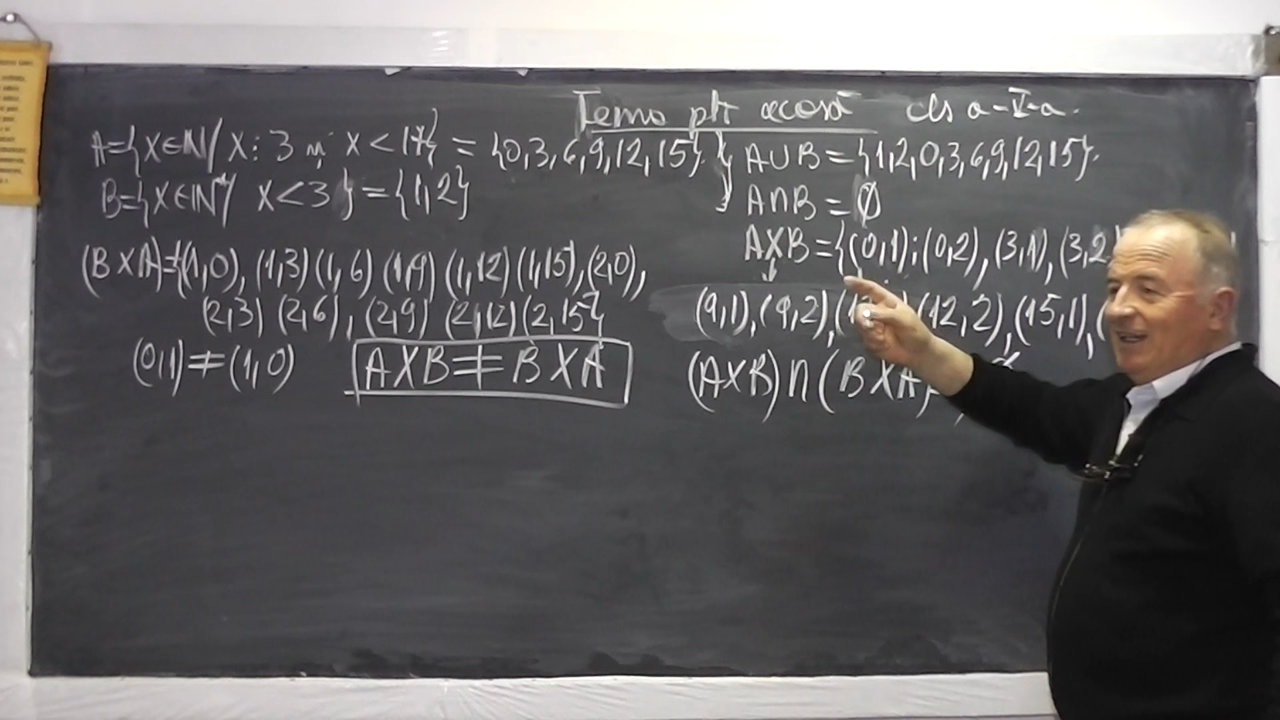 Temă ptr acasă cls a-V-a.
A={x∈ℕ/ x⋮3 și x<17} = {0,3,6,9,12,15}.
B={x∈ℕ*/ x<3} = {1,2}
A∪B = {1,2,0,3,6,9,12,15}.
A∩B = ∅
(B×A)={(1,0), (1,3) (1,6) (1,9) (1,12) (1,15), (2,0),
(2,3) (2,6), (2,9) (2,12) (2,15}
(0,1)≠(1,0) A×B ≠ B×A
A×B = {(0,1);(0,2), (3,1), (3,2
(9,1), (9,2), (12,2), (15,1), (
(A×B) ∩ (B×A)